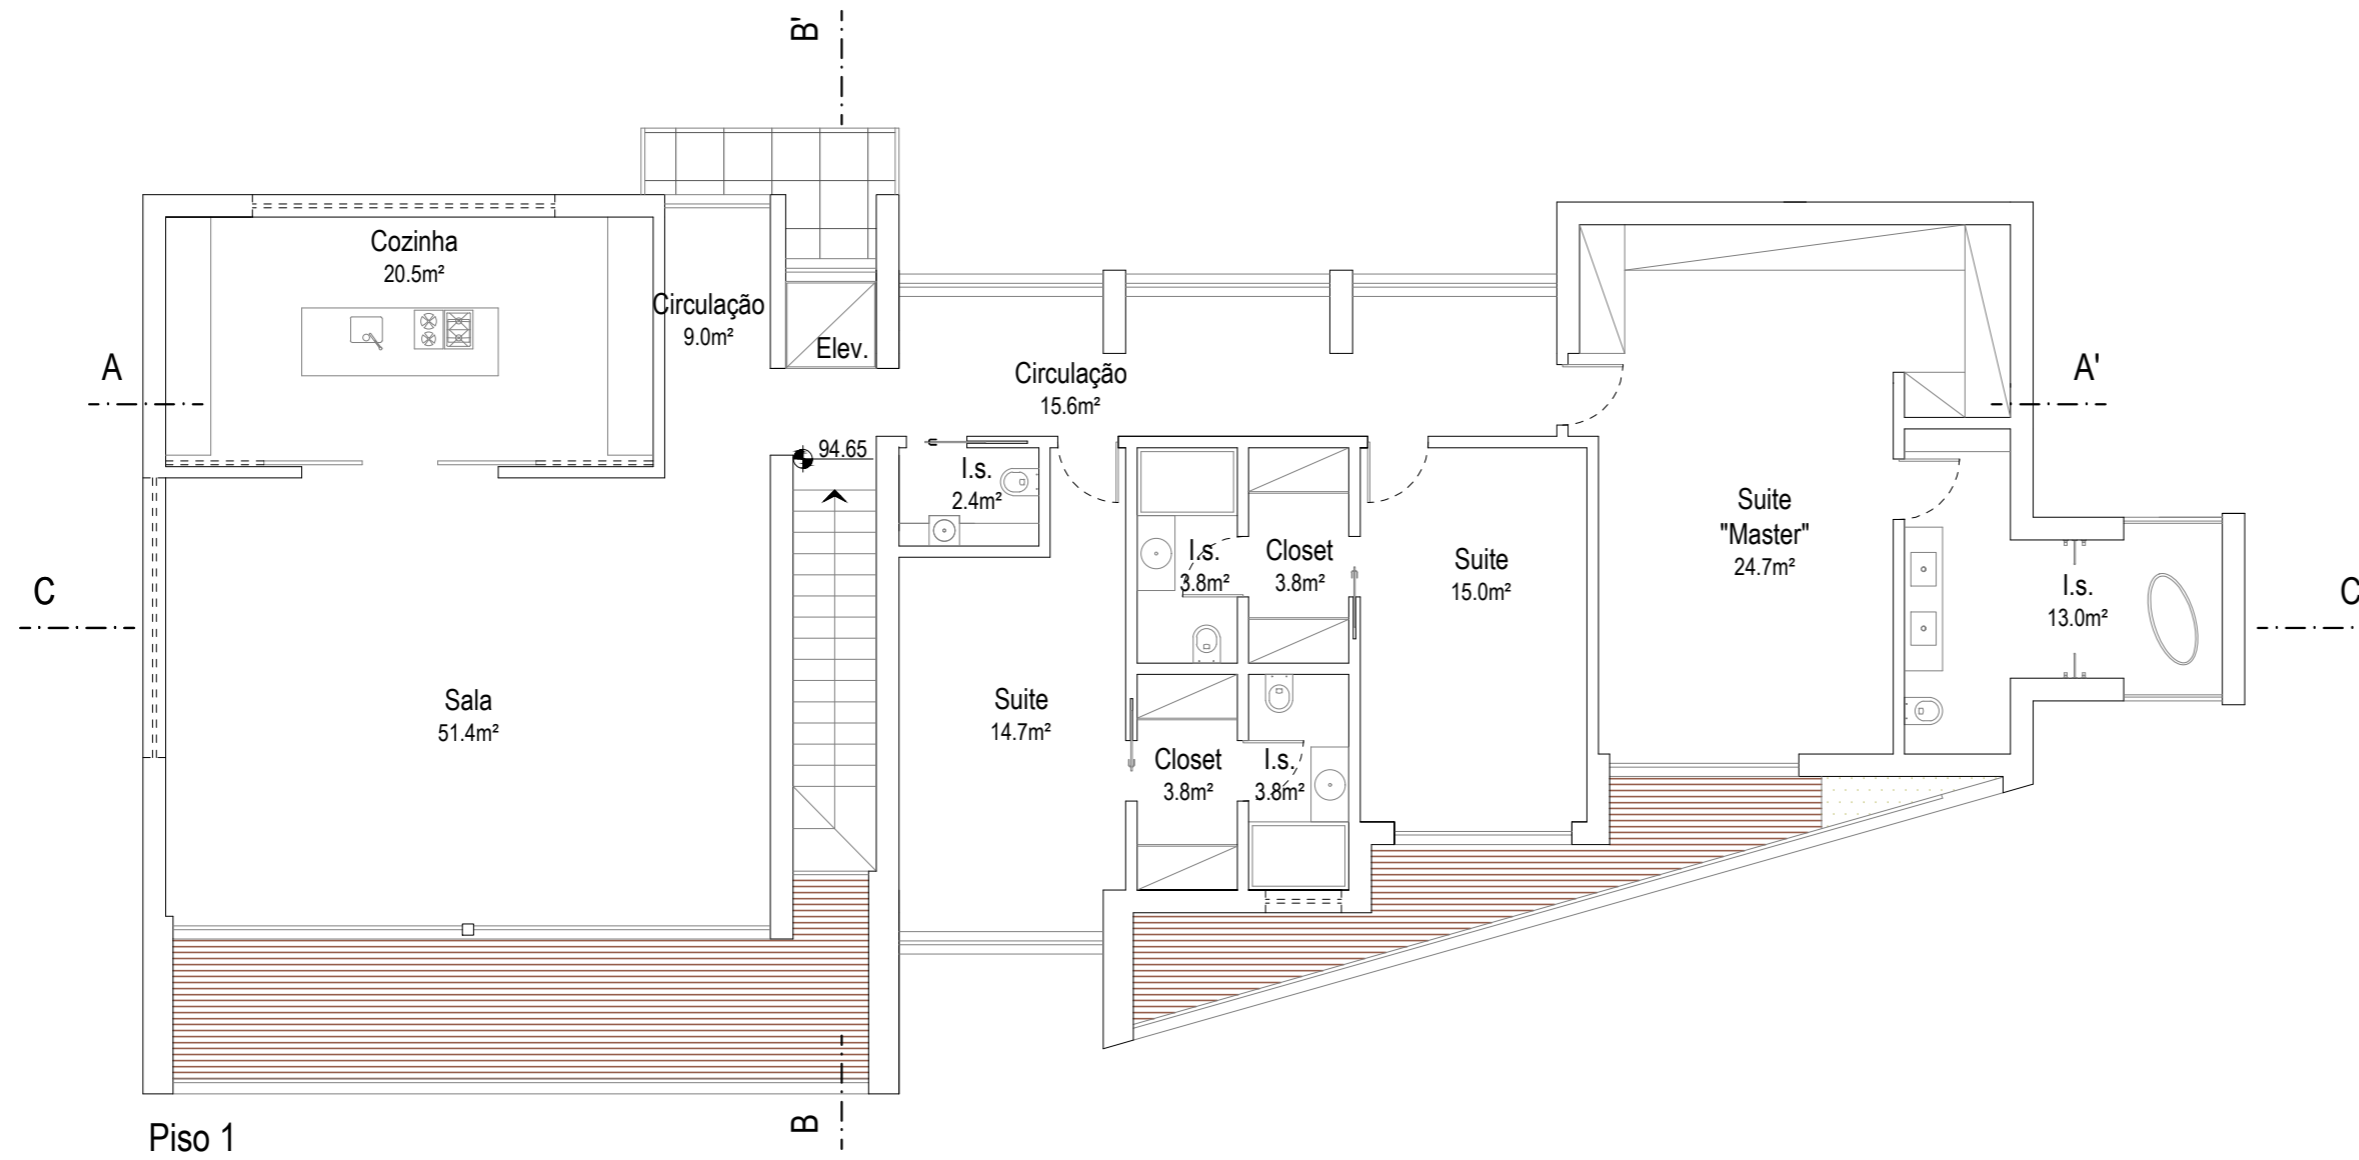 B'
Cozinha
20.5m²
Circulação
9.0m²
Elev.
A
Circulação
15.6m²
A'
94.65
I.s.
2.4m²
I.s.
3.8m²
Closet
3.8m²
Suite
15.0m²
Suite
"Master"
24.7m²
I.s.
13.0m²
C
C
Sala
51.4m²
Suite
14.7m²
Closet
3.8m²
I.s.
3.8m²
B
Piso 1